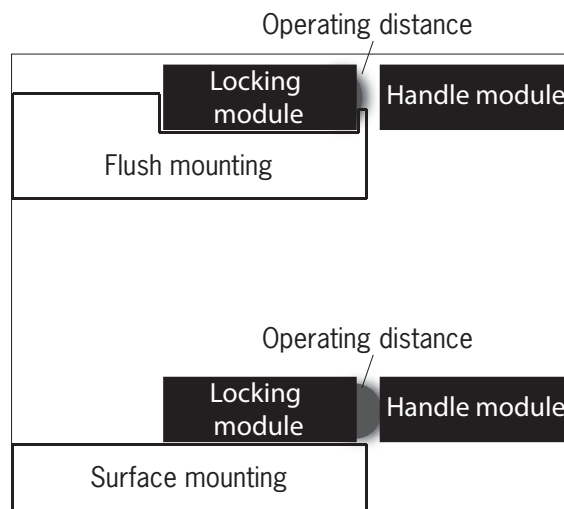 Operating distance
Locking
module
Handle module
Flush mounting
Operating distance
Locking
module
Handle module
Surface mounting